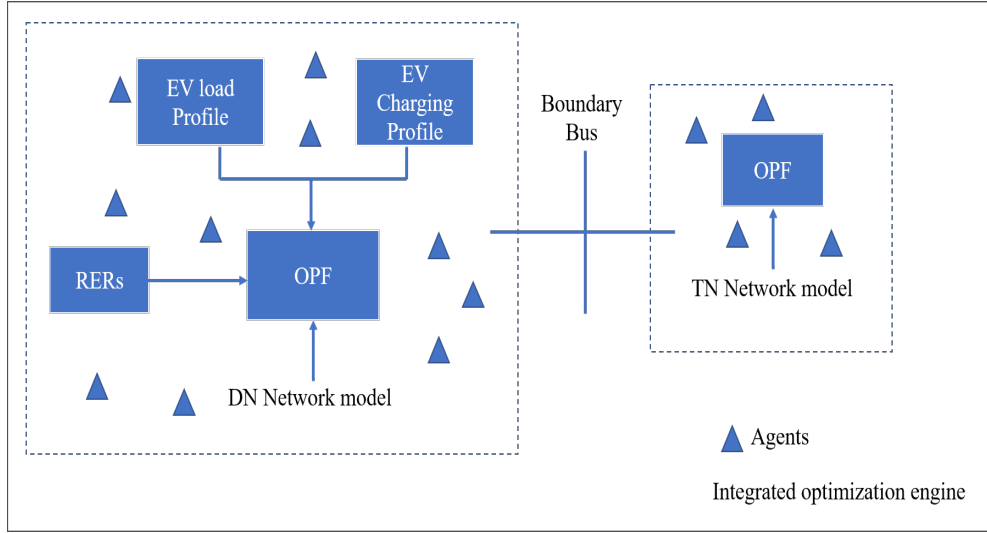 EV load
Profile
EV
Charging
Profile
Boundary
Bus
OPF
RERs
OPF
TN Network model
DN Network model
Agents
Integrated optimization engine